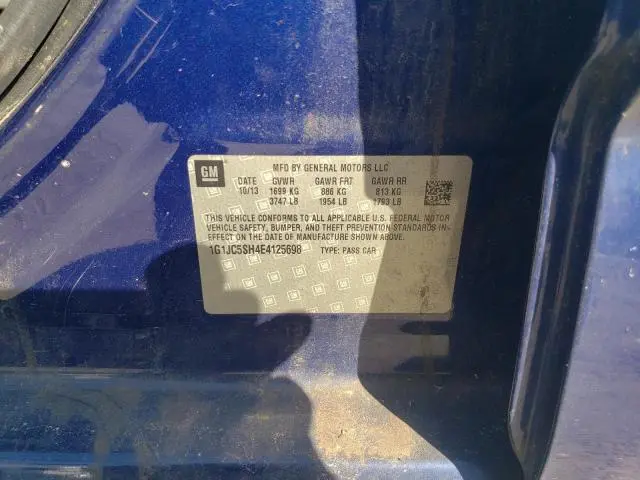 GM
MFD BY GENERAL MOTORS LLC
DATE GVWR GAWR FRT GAWR RR
10/13 1699 KG 886 KG 813 KG
3747 LB 1954 LB 1793 LB
THIS VEHICLE CONFORMS TO ALL APPLICABLE U.S. FEDERAL MOTOR
VEHICLE SAFETY, BUMPER, AND THEFT PREVENTION STANDARDS IN
EFFECT ON THE DATE OF MANUFACTURE SHOWN ABOVE.
1G1JC5SH4E4125698 TYPE: PASS CAR